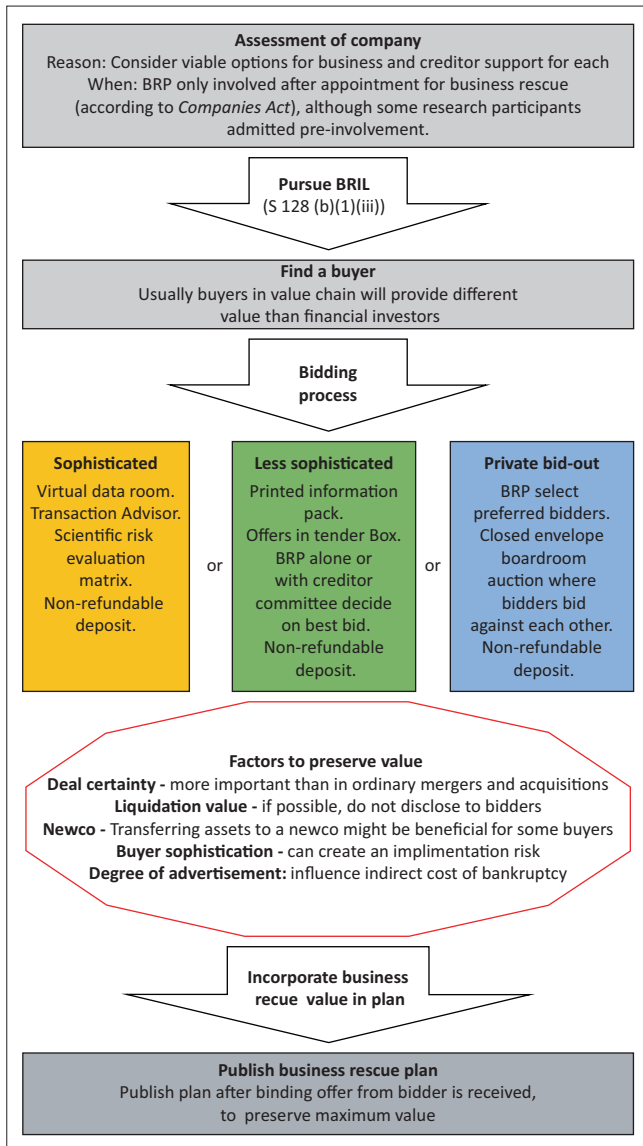 Assessment of company
Reason: Consider viable options for business and creditor support for each
When: BRP only involved after appointment for business rescue
(according to Companies Act), although some research participants
admitted pre-involvement.
Pursue BRIL
(S 128 (b)(1)(iii))
Find a buyer
Usually buyers in value chain will provide different
value than financial investors
Bidding
process
Sophisticated
Virtual data room.
Transaction Advisor.
Scientific risk
evaluation
matrix.
Non-refundable
deposit.
or
Less sophisticated
Printed information
pack.
Offers in tender Box.
BRP alone or
with creditor
committee decide
on best bid.
Non-refundable
deposit.
or
Private bid-out
BRP select
preferred bidders.
Closed envelope
boardroom
auction where
bidders bid
against each other.
Non-refundable
deposit.
Factors to preserve value
Deal certainty - more important than in ordinary mergers and acquisitions
Liquidation value - if possible, do not disclose to bidders
Newco - Transferring assets to a newco might be beneficial for some buyers
Buyer sophistication - can create an implimentation risk
Degree of advertisement: influence indirect cost of bankruptcy
Incorporate business
recue value in plan
Publish business rescue plan
Publish plan after binding offer from bidder is received,
to preserve maximum value